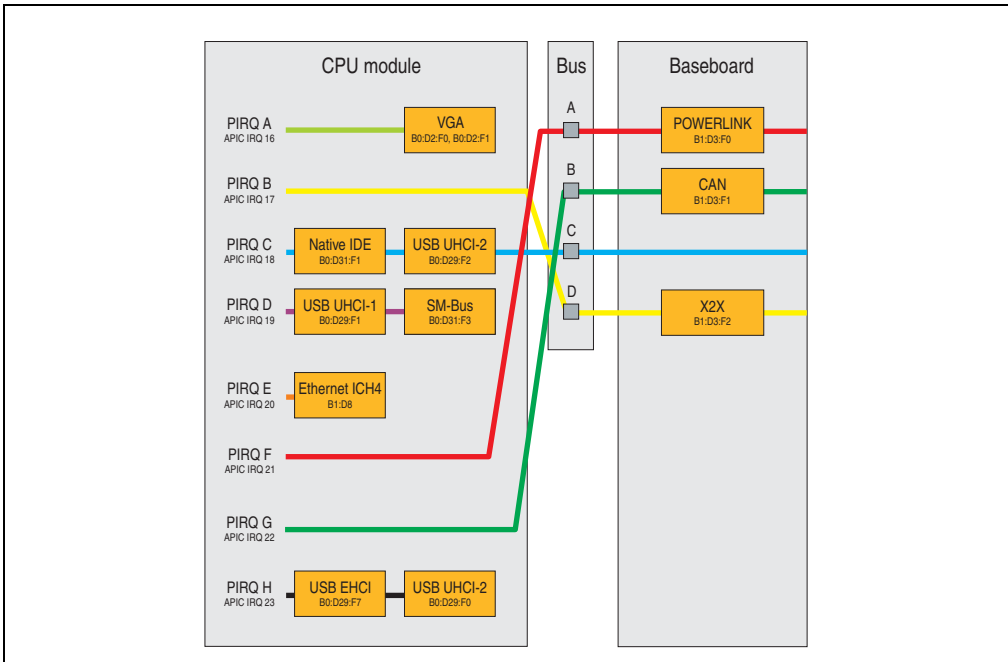 CPU module
Bus
Baseboard
PIRQ A
APIC IRQ 16
VGA
B0:D2:F0, B0:D2:F1
A
POWERLINK
B1:D3:F0
PIRQ B
APIC IRQ 17
B
CAN
B1:D3:F1
PIRQ C
APIC IRQ 18
Native IDE
B0:D31:F1
USB UHCI-2
B0:D29:F2
C
PIRQ D
APIC IRQ 19
USB UHCI-1
B0:D29:F1
SM-Bus
B0:D31:F3
D
X2X
B1:D3:F2
PIRQ E
APIC IRQ 20
Ethernet ICH4
B1:D8
PIRQ F
APIC IRQ 21
PIRQ G
APIC IRQ 22
PIRQ H
APIC IRQ 23
USB EHCI
B0:D29:F7
USB UHCI-2
B0:D29:F0